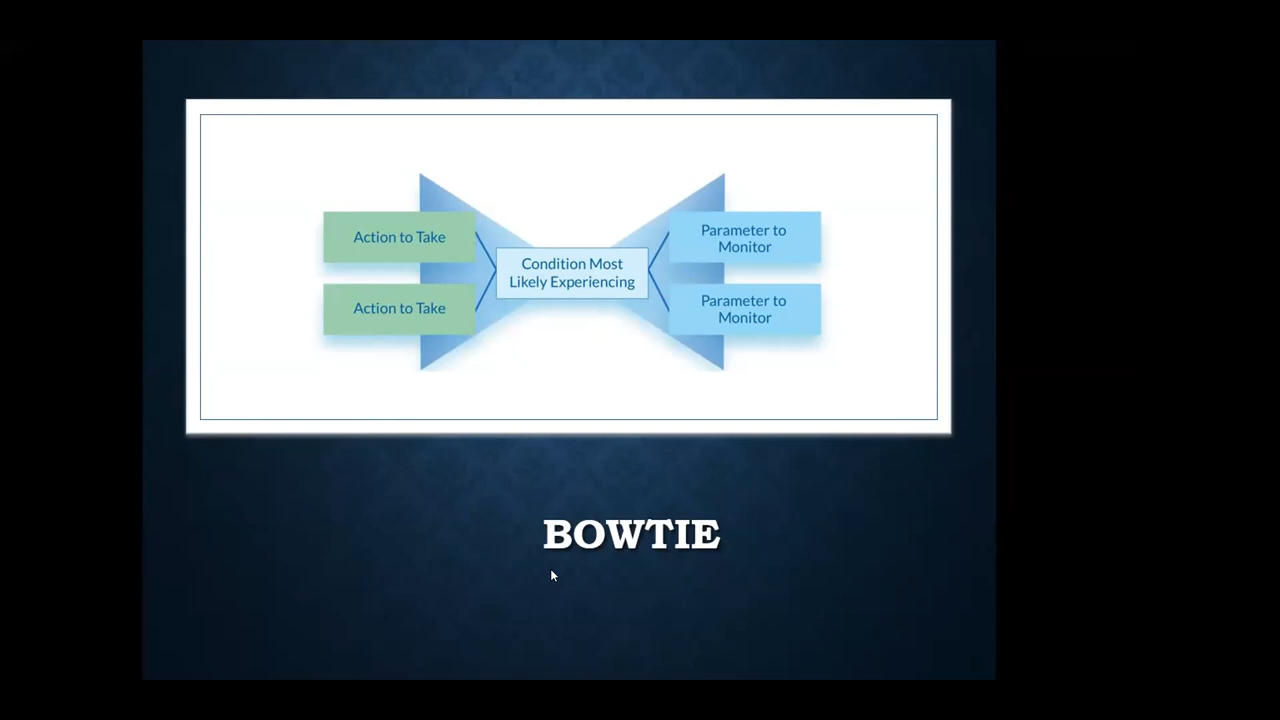 Action to Take
Condition Most
Likely Experiencing
Parameter to
Monitor
Action to Take
Parameter to
Monitor
BOWTIE